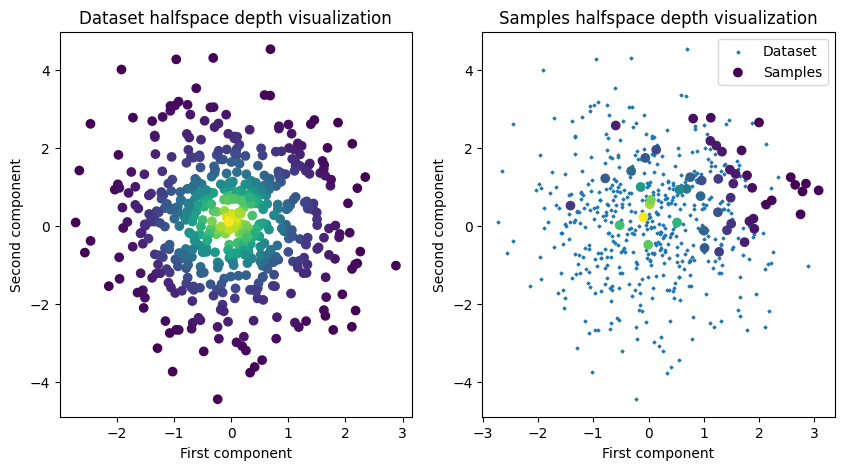 Dataset halfspace depth visualization
4
2
0
−2
−4
Second component
−2
−1
0
1
2
3
First component
Samples halfspace depth visualization
Dataset
Samples
4
2
0
−2
−4
Second component
−3
−2
−1
0
1
2
3
First component